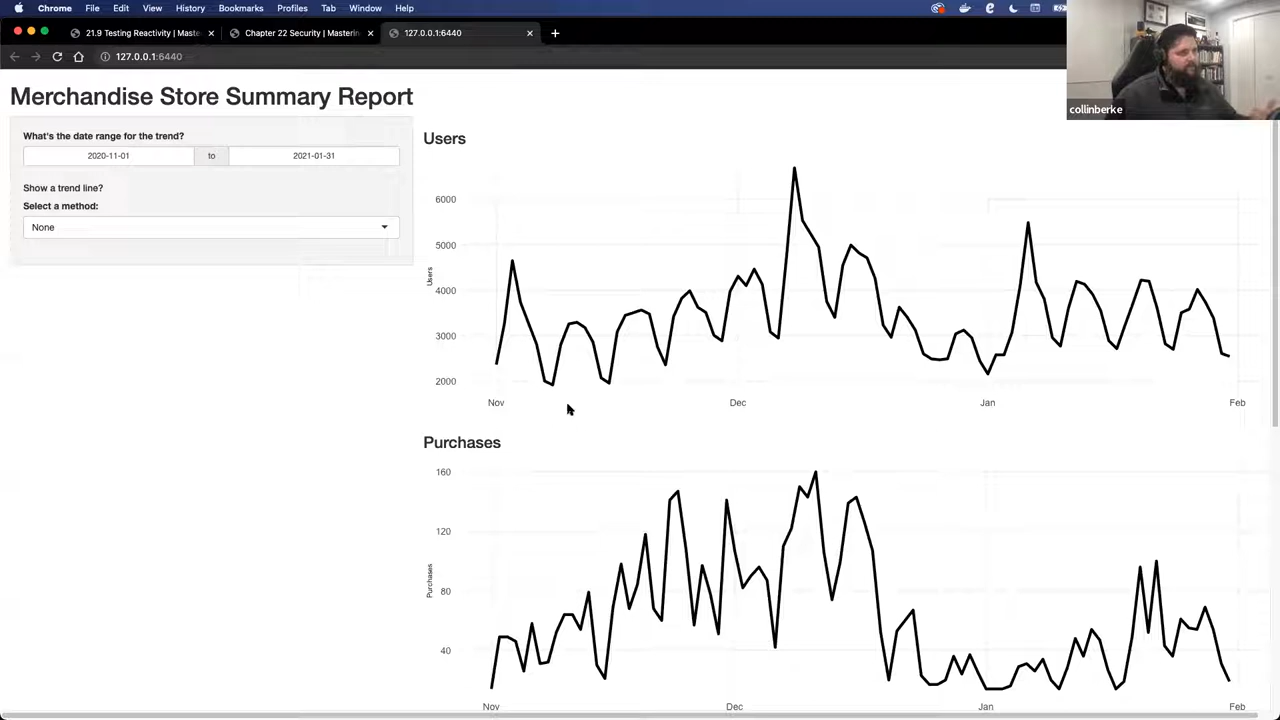 Chrome File Edit View History Bookmarks Profiles Tab Window Help
21.9 Testing Reactivity | Maste Chapter 22 Security | Masterin 127.0.0.1:6440
127.0.0.1:6440
collinberke
Merchandise Store Summary Report
What's the date range for the trend?
2020-11-01 to 2021-01-31
Show a trend line?
Select a method:
None
Users
6000
5000
4000
3000
2000
Users
Nov Dec Jan Feb
Purchases
160
120
80
40
Purchases
Nov Dec Jan Feb